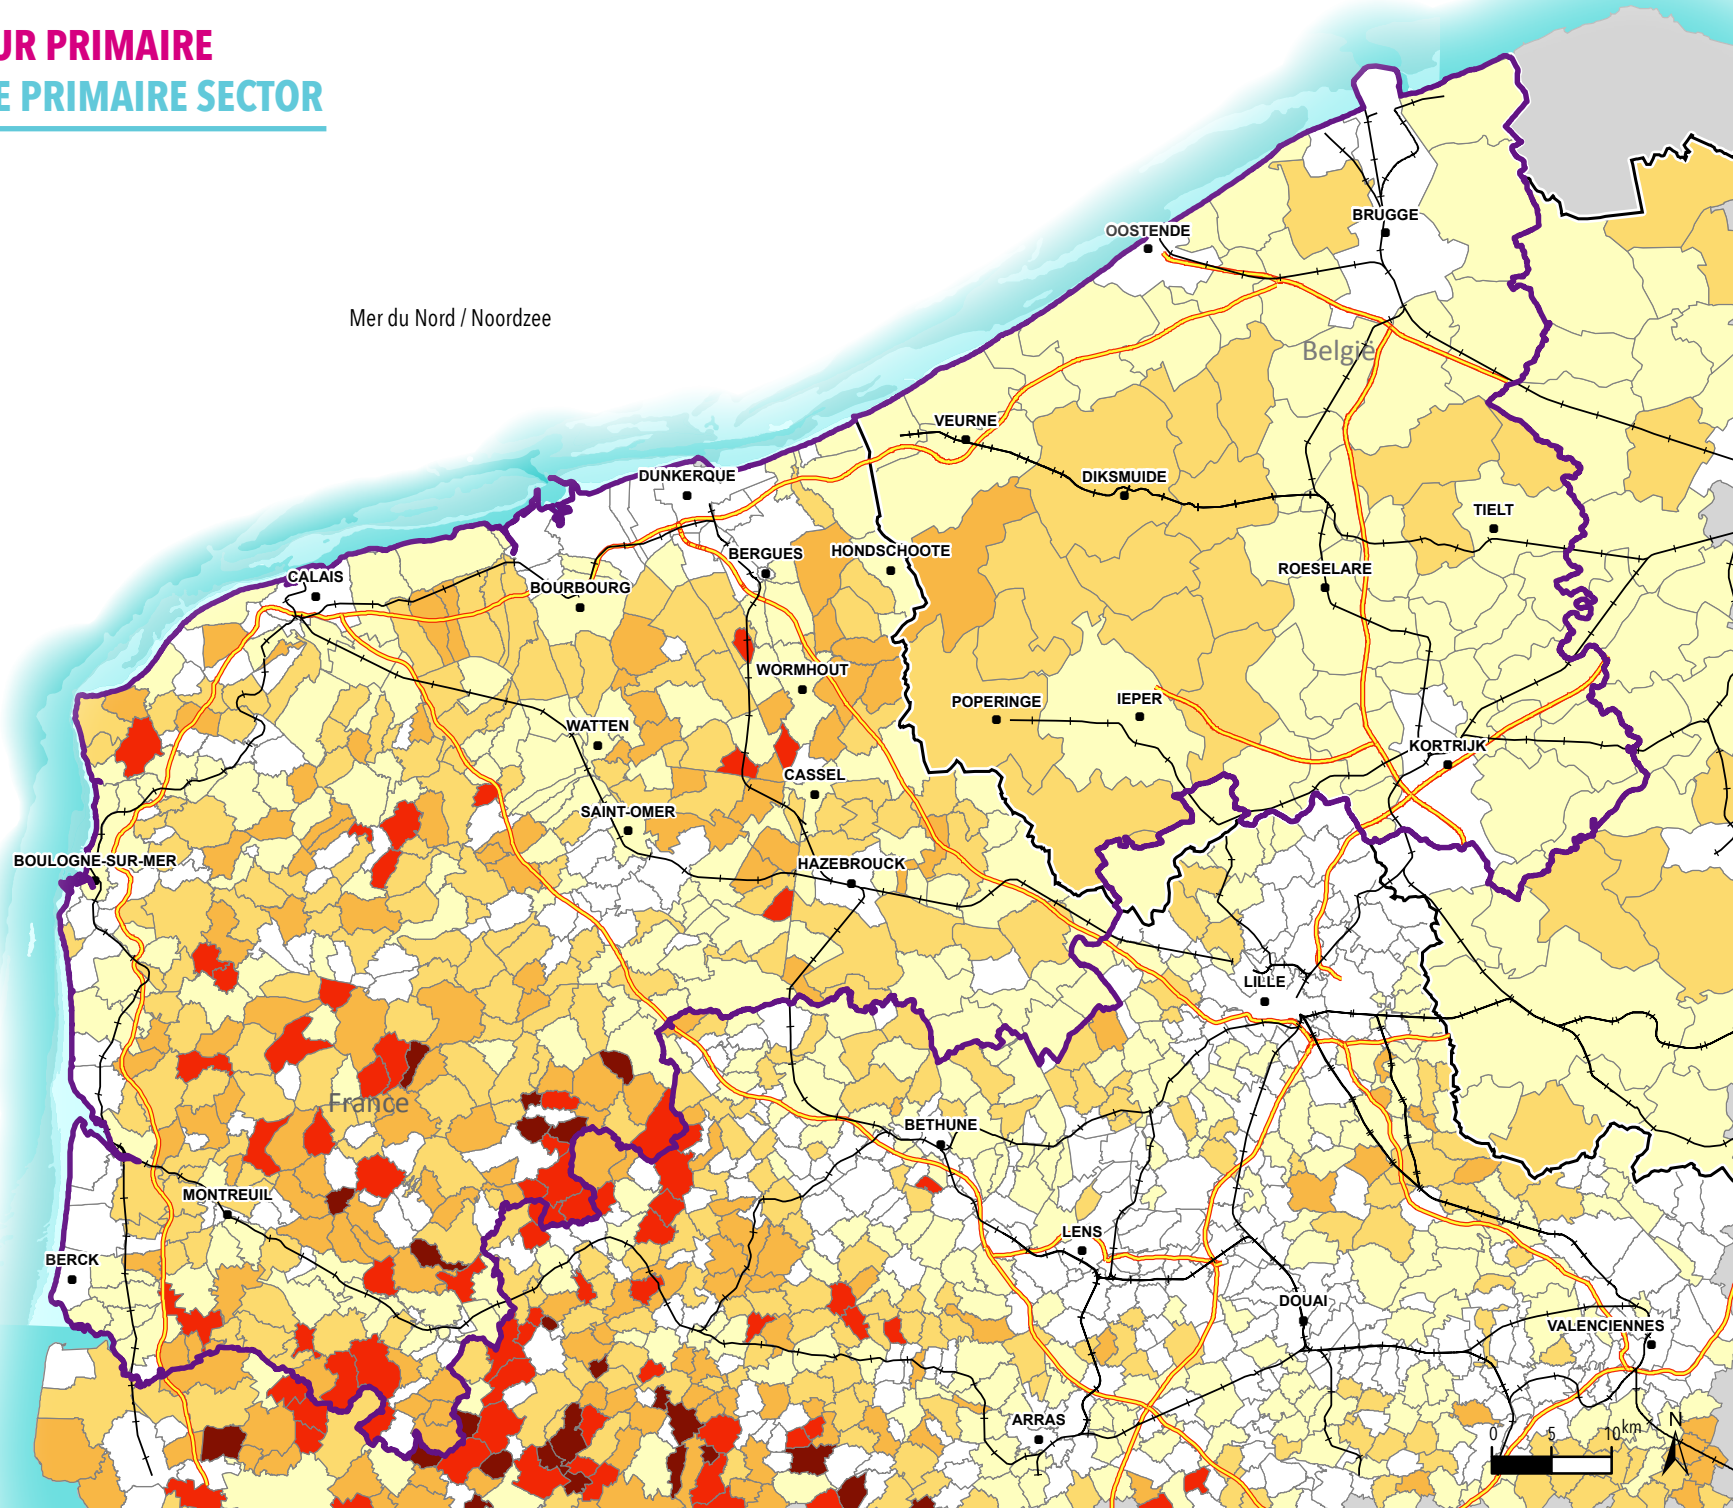 UR PRIMAIRE
E PRIMAIRE SECTOR
BRUGGE
OOSTENDE
Mer du Nord / Noordzee
België
VEURNE
DUNKERQUE
DIKSMUIDE
TIELT
BERGUES
HONDSCHOOTE
CALAIS
BOURBOURG
ROESELARE
WORMHOUT
POPERINGE
IEPER
WATTEN
KORTRIJK
CASSEL
SAINT-OMER
BOULOGNE-SUR-MER
HAZEBROUCK
LILLE
France
BETHUNE
MONTREUIL
LENS
BERCK
DOUAI
VALENCIENNES
ARRAS
N
0 5 10 km